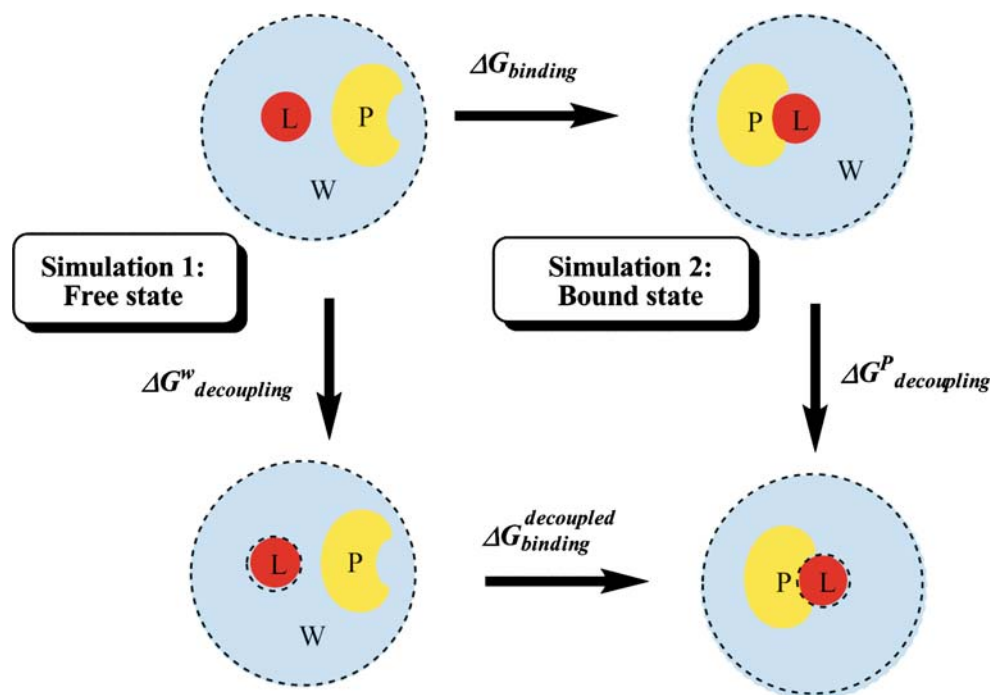 ΔG_binding
L P
W
P L
W
Simulation 1:
Free state
Simulation 2:
Bound state
ΔG^w_decoupling
ΔG^P_decoupling
ΔG^decoupled_binding
L P
W
P L